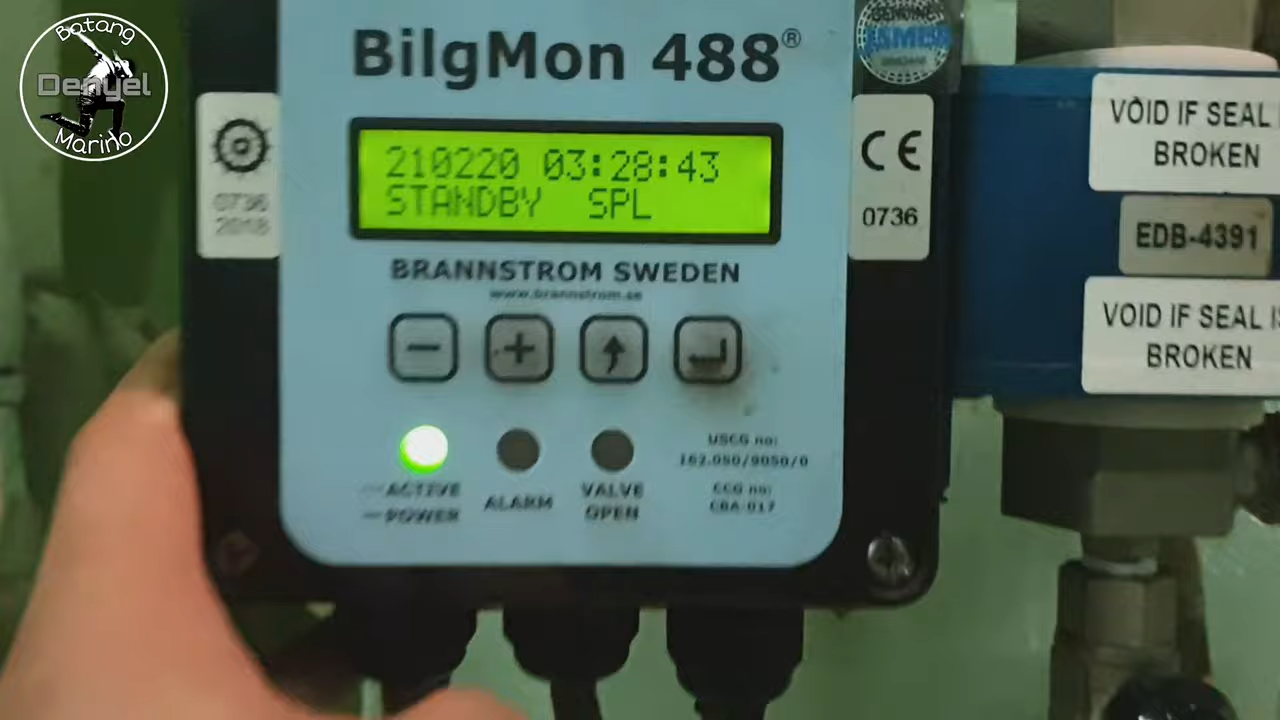 Batang
Denyel
Marino
BilgMon 488®
GENUINE
210220 03:28:43
STANDBY SPL
BRANNSTROM SWEDEN
www.brannstrom.se
0736
2018
CE
0736
VOID IF SEAL
BROKEN
EDB-4391
VOID IF SEAL IS
BROKEN
ACTIVE
POWER
ALARM
VALVE
OPEN
USCG no:
162.050/9050/0
CCG no:
CBA-017